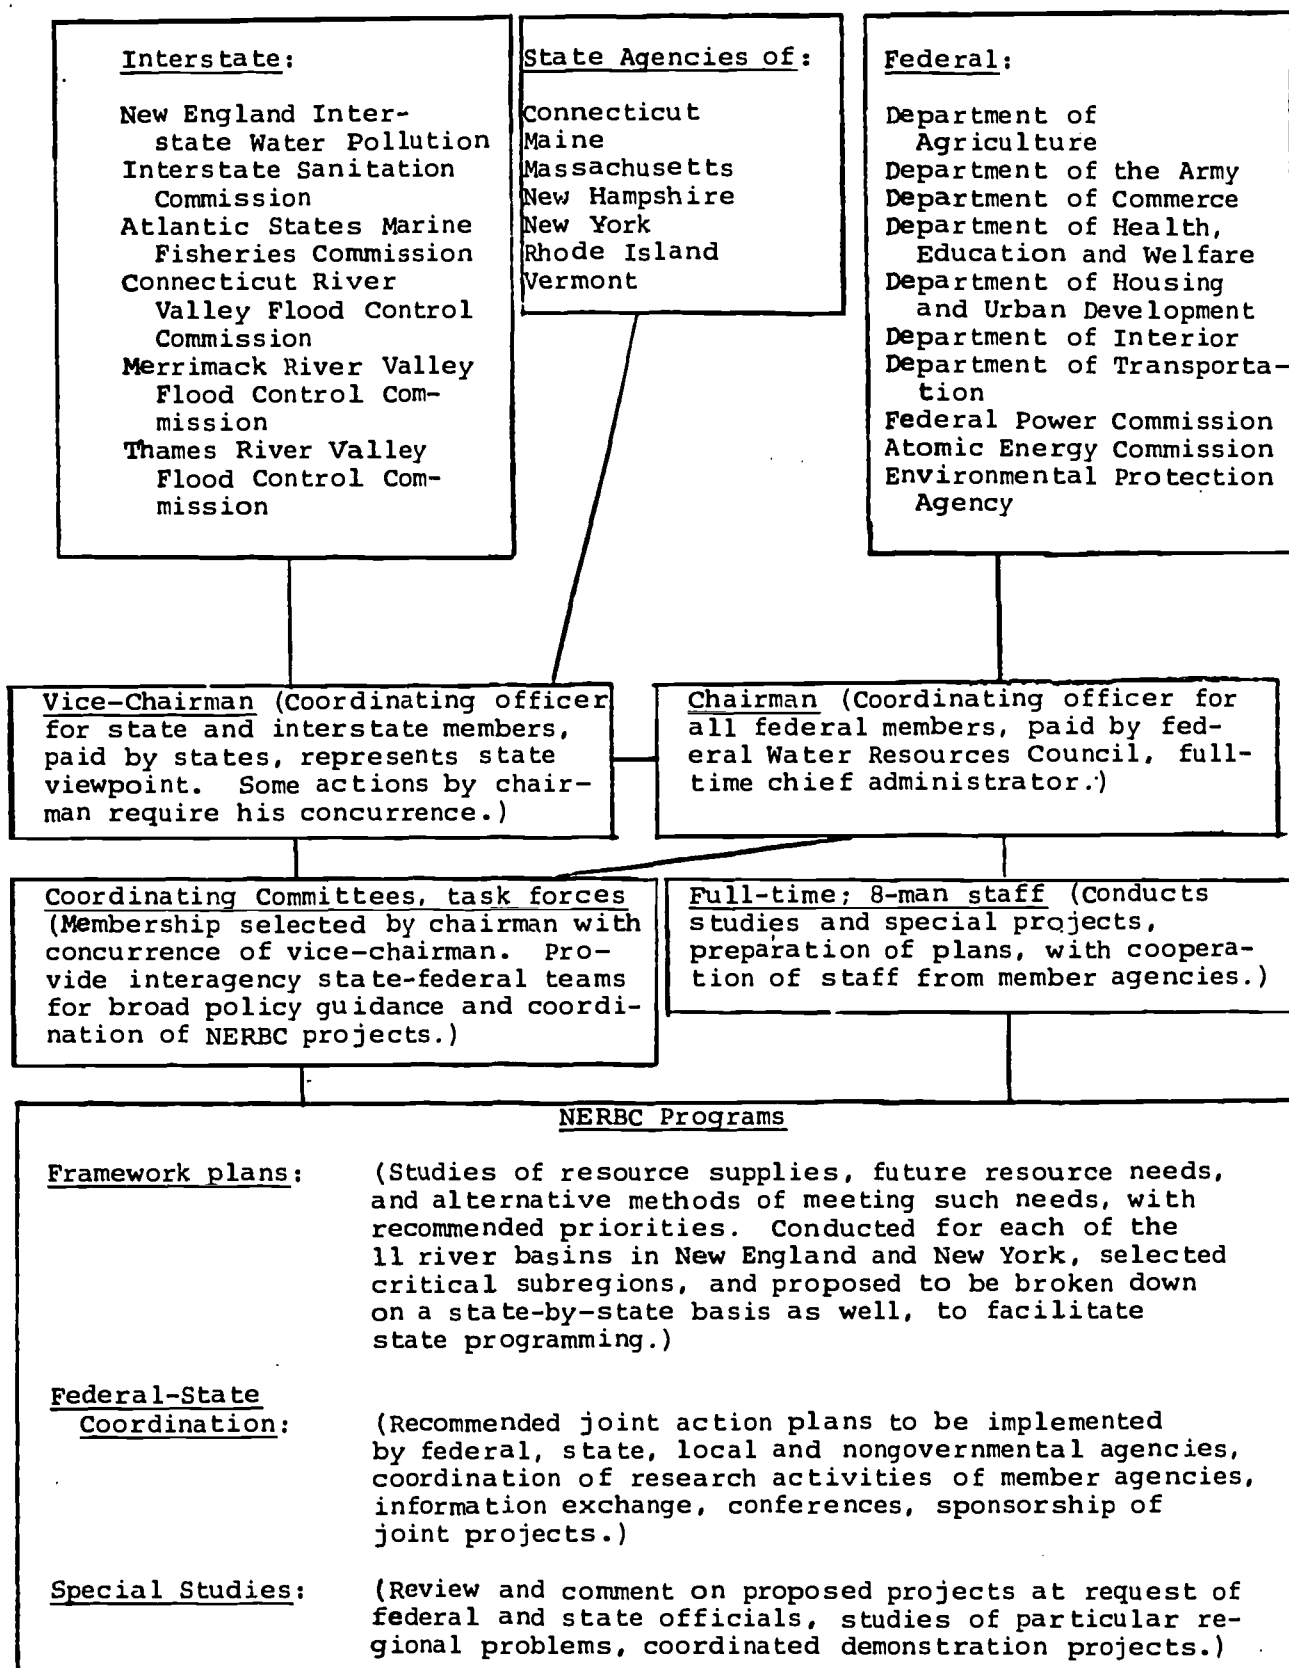 Interstate:
New England Inter-
state Water Pollution
Interstate Sanitation
Commission
Atlantic States Marine
Fisheries Commission
Connecticut River
Valley Flood Control
Commission
Merrimack River Valley
Flood Control Com-
mission
Thames River Valley
Flood Control Com-
mission
State Agencies of:
Connecticut
Maine
Massachusetts
New Hampshire
New York
Rhode Island
Vermont
Federal:
Department of
Agriculture
Department of the Army
Department of Commerce
Department of Health,
Education and Welfare
Department of Housing
and Urban Development
Department of Interior
Department of Transporta-
tion
Federal Power Commission
Atomic Energy Commission
Environmental Protection
Agency
Vice-Chairman (Coordinating officer
for state and interstate members,
paid by states, represents state
viewpoint. Some actions by chair-
man require his concurrence.)
Chairman (Coordinating officer for
all federal members, paid by fed-
eral Water Resources Council, full-
time chief administrator.)
Coordinating Committees, task forces
(Membership selected by chairman with
concurrence of vice-chairman. Pro-
vide interagency state-federal teams
for broad policy guidance and coordi-
nation of NERBC projects.)
Full-time; 8-man staff (Conducts
studies and special projects,
preparation of plans, with coopera-
tion of staff from member agencies.)
NERBC Programs
Framework plans: (Studies of resource supplies, future resource needs,
and alternative methods of meeting such needs, with
recommended priorities. Conducted for each of the
11 river basins in New England and New York, selected
critical subregions, and proposed to be broken down
on a state-by-state basis as well, to facilitate
state programming.)
Federal-State
Coordination: (Recommended joint action plans to be implemented
by federal, state, local and nongovernmental agencies,
coordination of research activities of member agencies,
information exchange, conferences, sponsorship of
joint projects.)
Special Studies: (Review and comment on proposed projects at request of
federal and state officials, studies of particular re-
gional problems, coordinated demonstration projects.)